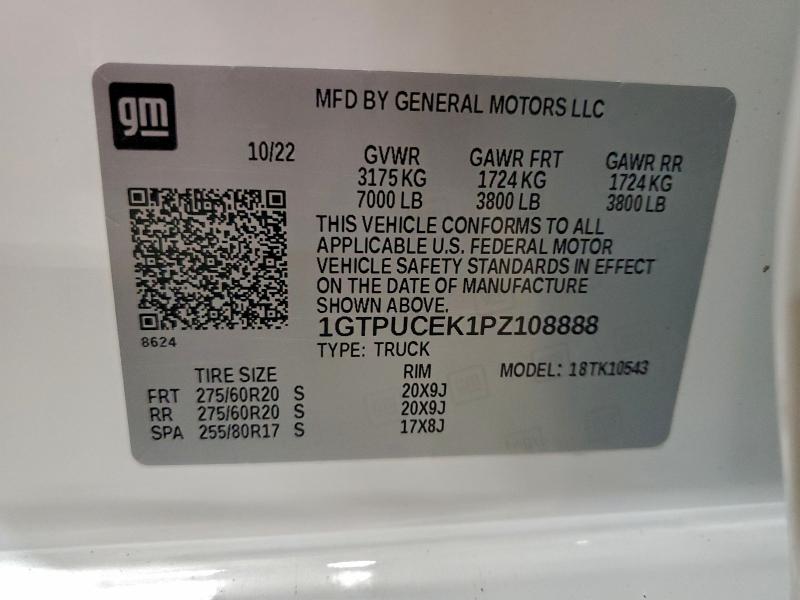 gm
MFD BY GENERAL MOTORS LLC
10/22
GVWR GAWR FRT GAWR RR
3175 KG 1724 KG 1724 KG
7000 LB 3800 LB 3800 LB
THIS VEHICLE CONFORMS TO ALL
APPLICABLE U.S. FEDERAL MOTOR
VEHICLE SAFETY STANDARDS IN EFFECT
ON THE DATE OF MANUFACTURE
SHOWN ABOVE.
1GTPUCEK1PZ108888
8624
TYPE: TRUCK
TIRE SIZE RIM MODEL: 18TK10543
FRT 275/60R20 S 20X9J
RR 275/60R20 S 20X9J
SPA 255/80R17 S 17X8J